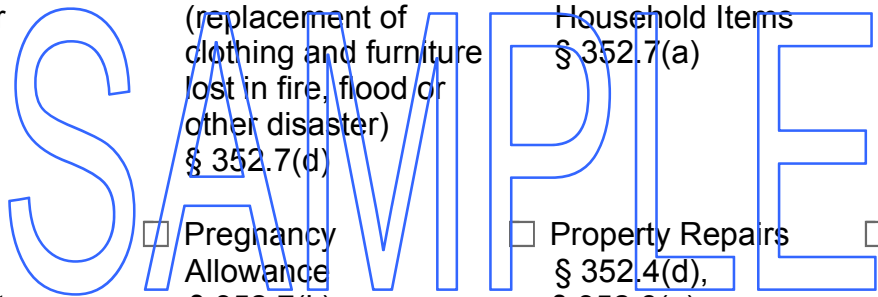 (replacement of
clothing and furniture
lost in fire, flood or
other disaster)
§ 352.7(d)
Household Items
§ 352.7(a)
Pregnancy
Allowance
Property Repairs
§ 352.4(d),
SAMPLE